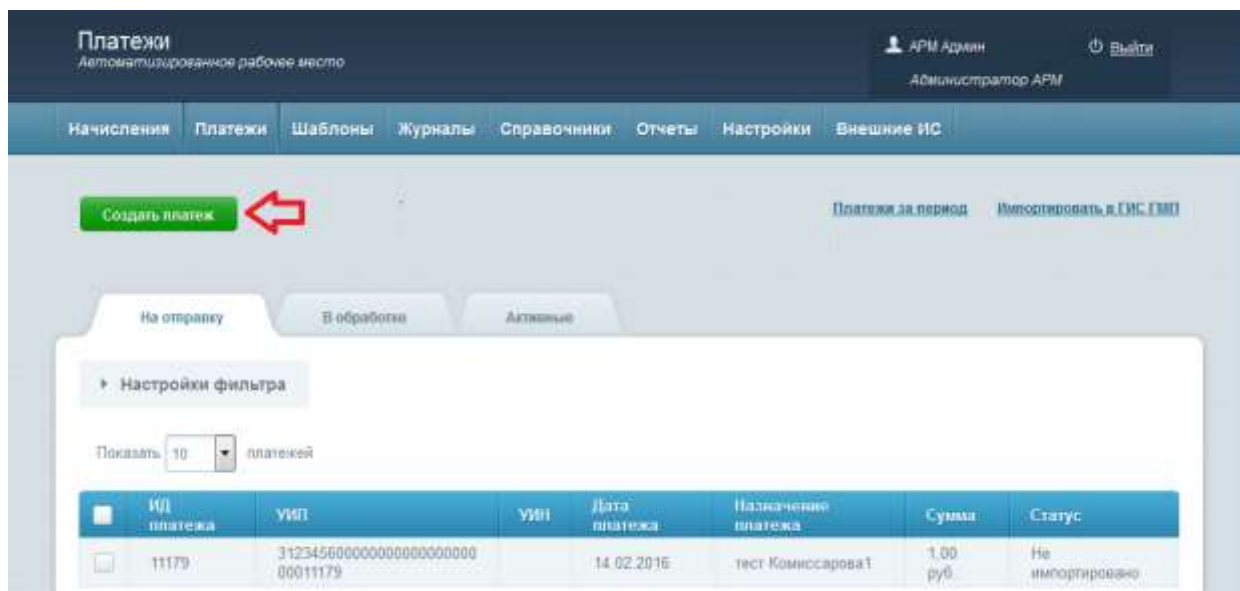 Платежи
Автоматизированное рабочее место
АРМ Админ
Выйти
Администратор АРМ
Начисления Платежи Шаблоны Журналы Справочники Отчеты Настройки Внешние ИС
Создать платеж
Платежи за период Импортировать в ГИС ГМП
На отправку В обработке Активные
Настройки фильтра
Показать 10 платежей
ИД платежа УИП УИН Дата платежа Назначение платежа Сумма Статус
11179 14.02.2016 тест Комиссарова1 1.00 руб Не импортировано
00011179